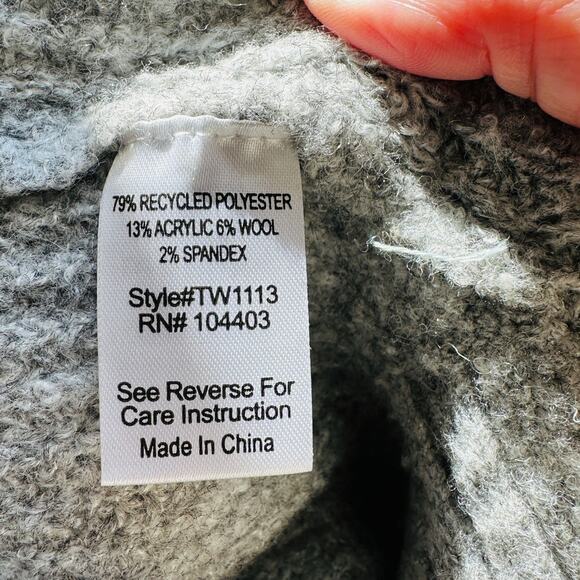 79% RECYCLED POLYESTER
13% ACRYLIC 6% WOOL
2% SPANDEX
Style#TW1113
RN# 104403
See Reverse For
Care Instruction
Made In China